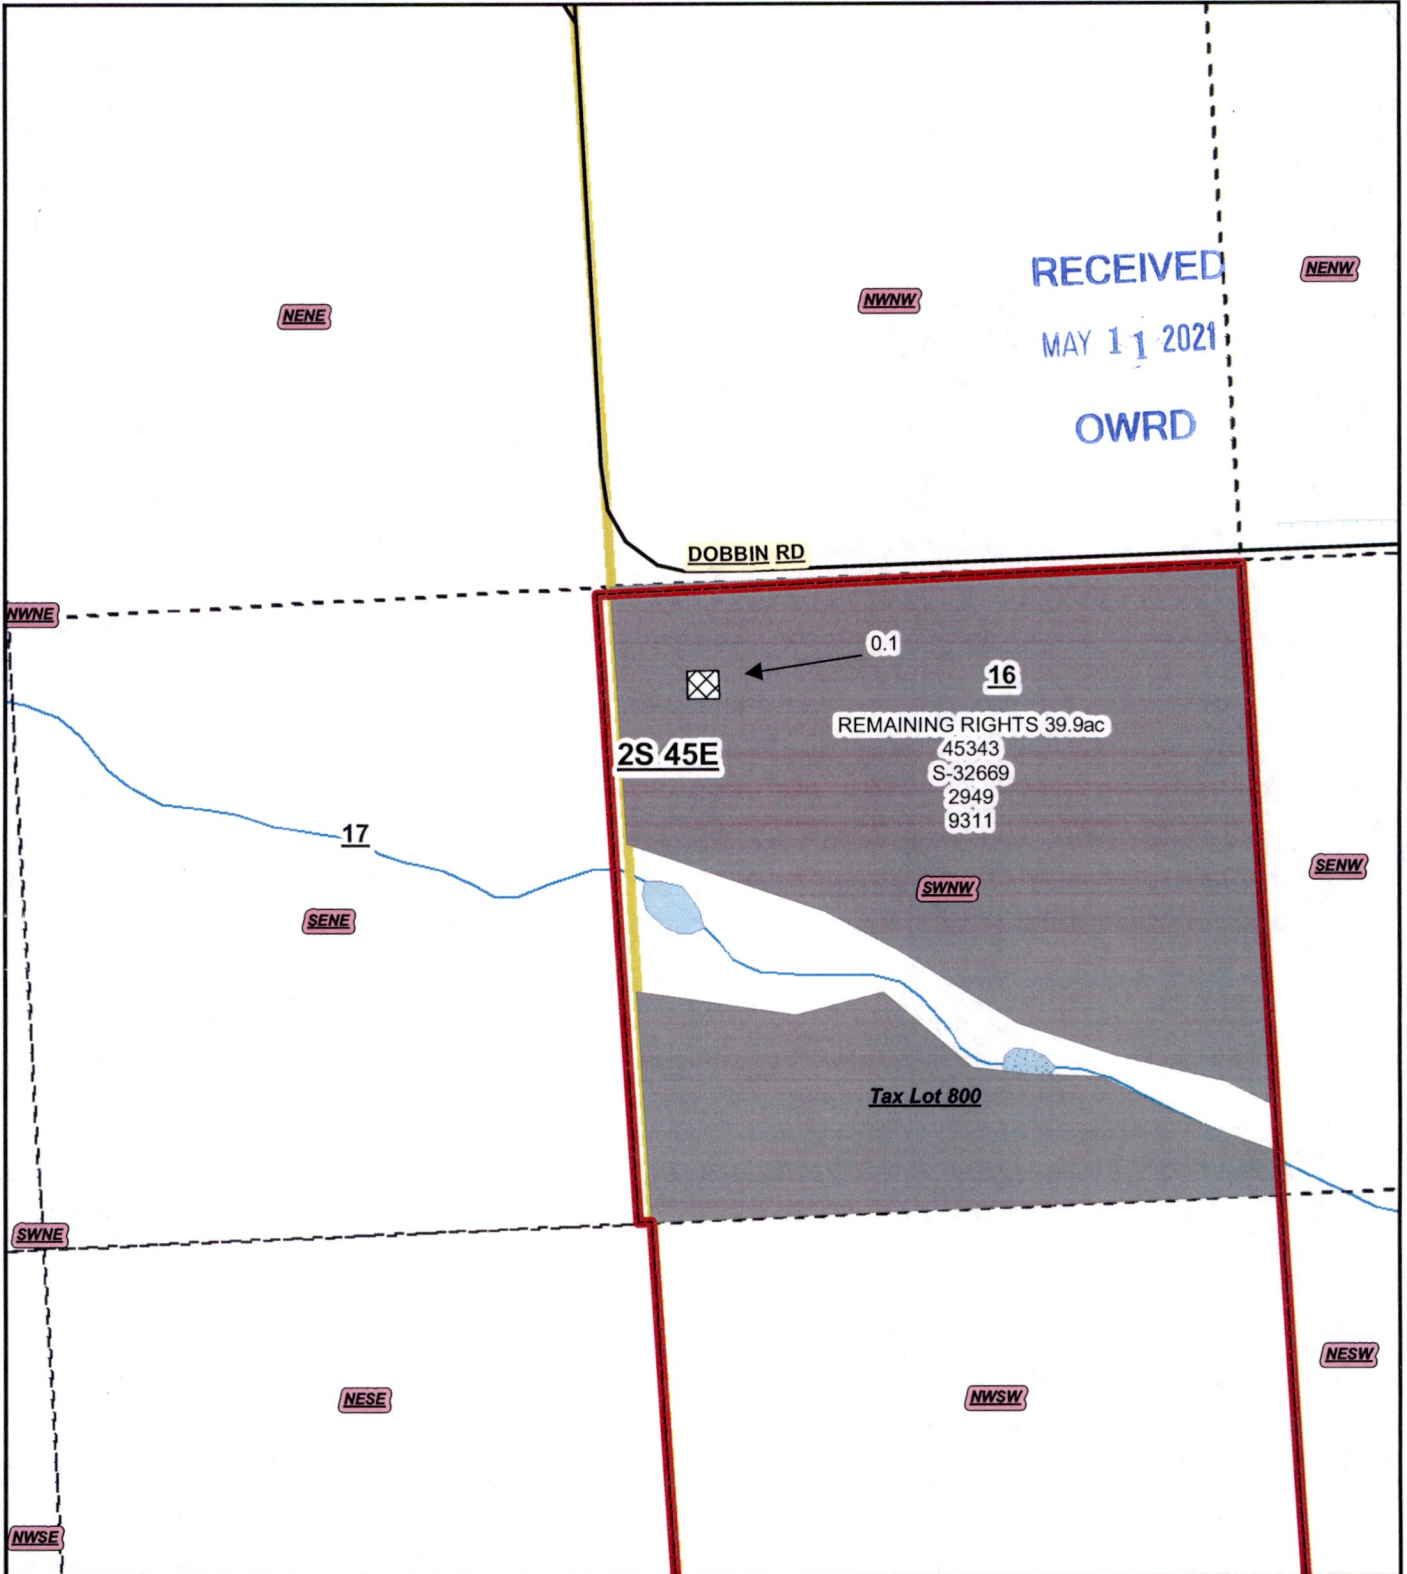 RECEIVED
NENW
NWNW
NENE
MAY 11 2021
OWRD
DOBBIN RD
NWNE
0.1
16
REMAINING RIGHTS 39.9ac
45343
S-32669
2949
9311
2S 45E
17
SENW
SWNW
SENE
Tax Lot 800
SWNE
NESW
NESE
NWSW
NWSE